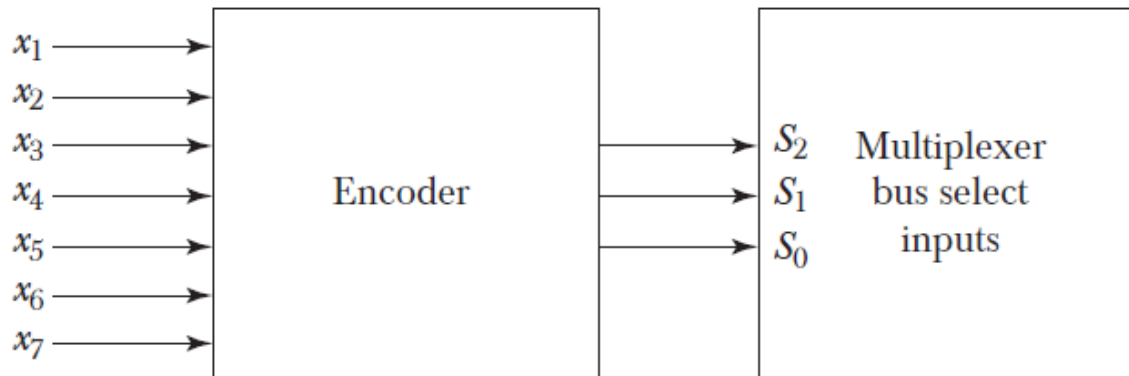 x₁
x₂
x₃
x₄
x₅
x₆
x₇
Encoder
S₂
S₁
S₀
Multiplexer
bus select
inputs